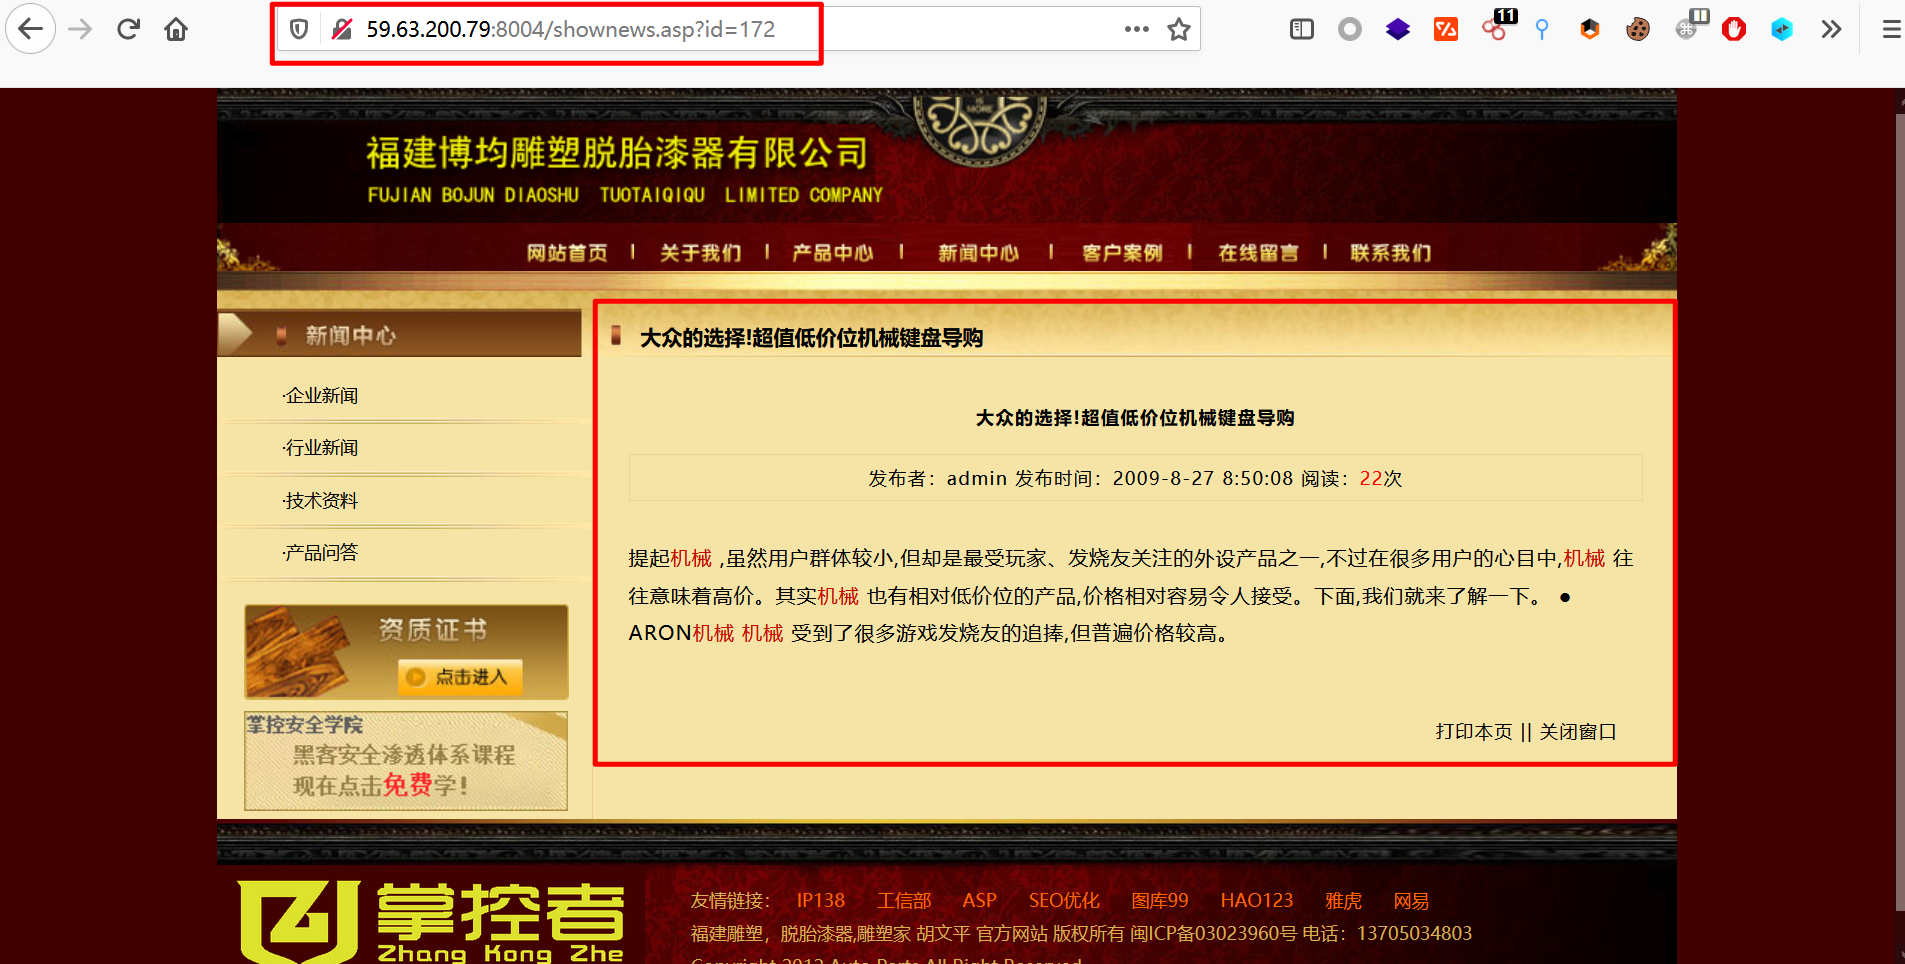 59.63.200.79:8004/shownews.asp?id=172
11
MORE
福建博均雕塑脱胎漆器有限公司
FUJIAN BOJUN DIAOSHU TUOTAIQIQU LIMITED COMPANY
网站首页 | 关于我们 | 产品中心 | 新闻中心 | 客户案例 | 在线留言 | 联系我们
新闻中心
·企业新闻
·行业新闻
·技术资料
·产品问答
资质证书
点击进入
掌控安全学院
黑客安全渗透体系课程
现在点击免费学！
大众的选择!超值低价位机械键盘导购
大众的选择!超值低价位机械键盘导购
发布者：admin 发布时间：2009-8-27 8:50:08 阅读：22次
提起机械 ,虽然用户群体较小,但却是最受玩家、发烧友关注的外设产品之一,不过在很多用户的心目中,机械 往
往意味着高价。其实机械 也有相对低价位的产品,价格相对容易令人接受。下面,我们就来了解一下。 ●
ARON机械 机械 受到了很多游戏发烧友的追捧,但普遍价格较高。
打印本页 || 关闭窗口
掌控者
Zhang Kong Zhe
友情链接： IP138 工信部 ASP SEO优化 图库99 HAO123 雅虎 网易
福建雕塑，脱胎漆器,雕塑家 胡文平 官方网站 版权所有 闽ICP备03023960号 电话：13705034803
Copyright 2012 Auto Parts All Right Reserved